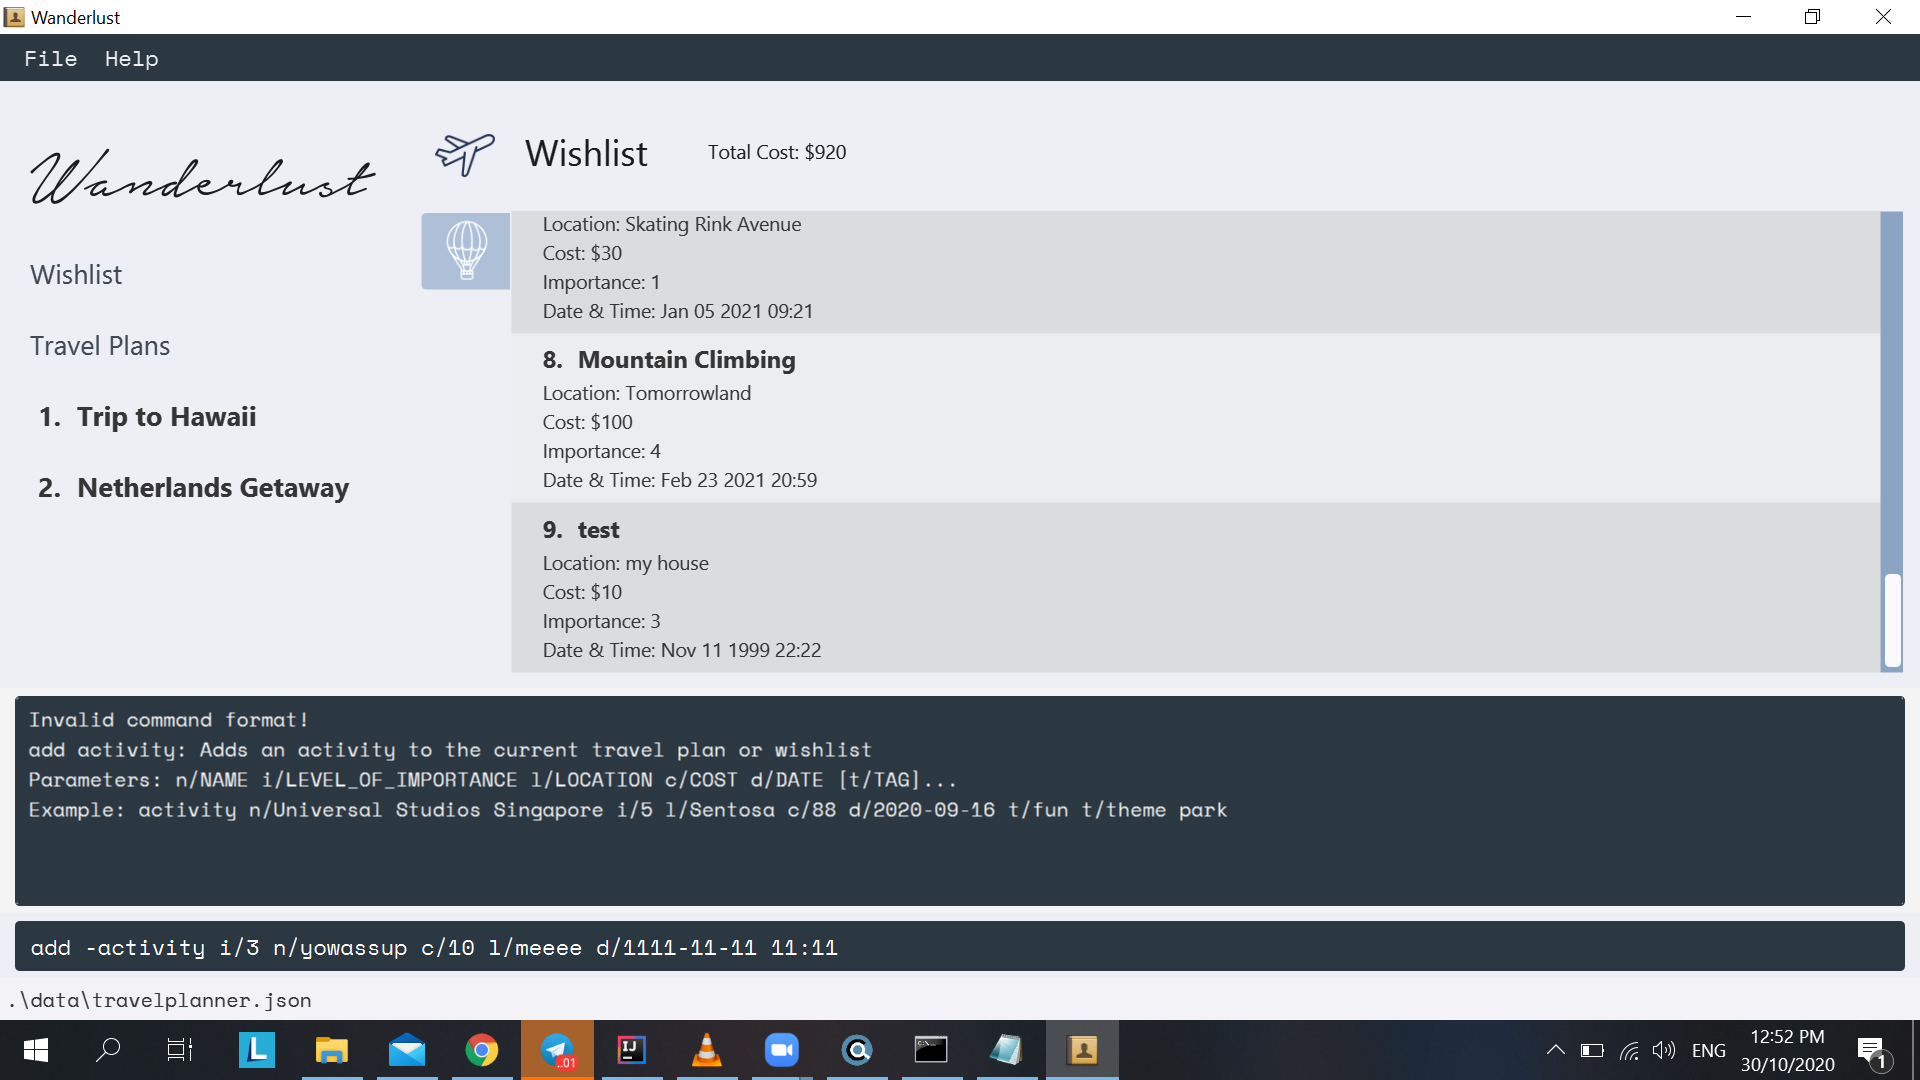 Wanderlust
File Help
Wanderlust
Wishlist
Travel Plans
1. Trip to Hawaii
2. Netherlands Getaway
Wishlist Total Cost: $920
Location: Skating Rink Avenue
Cost: $30
Importance: 1
Date & Time: Jan 05 2021 09:21
8. Mountain Climbing
Location: Tomorrowland
Cost: $100
Importance: 4
Date & Time: Feb 23 2021 20:59
9. test
Location: my house
Cost: $10
Importance: 3
Date & Time: Nov 11 1999 22:22
Invalid command format!
add activity: Adds an activity to the current travel plan or wishlist
Parameters: n/NAME i/LEVEL_OF_IMPORTANCE l/LOCATION c/COST d/DATE [t/TAG]...
Example: activity n/Universal Studios Singapore i/5 l/Sentosa c/88 d/2020-09-16 t/fun t/theme park
add -activity i/3 n/yowassup c/10 l/meeee d/1111-11-11 11:11
.\data\travelplanner.json
L
..01
IJ
C:\.
ENG
12:52 PM
30/10/2020
1